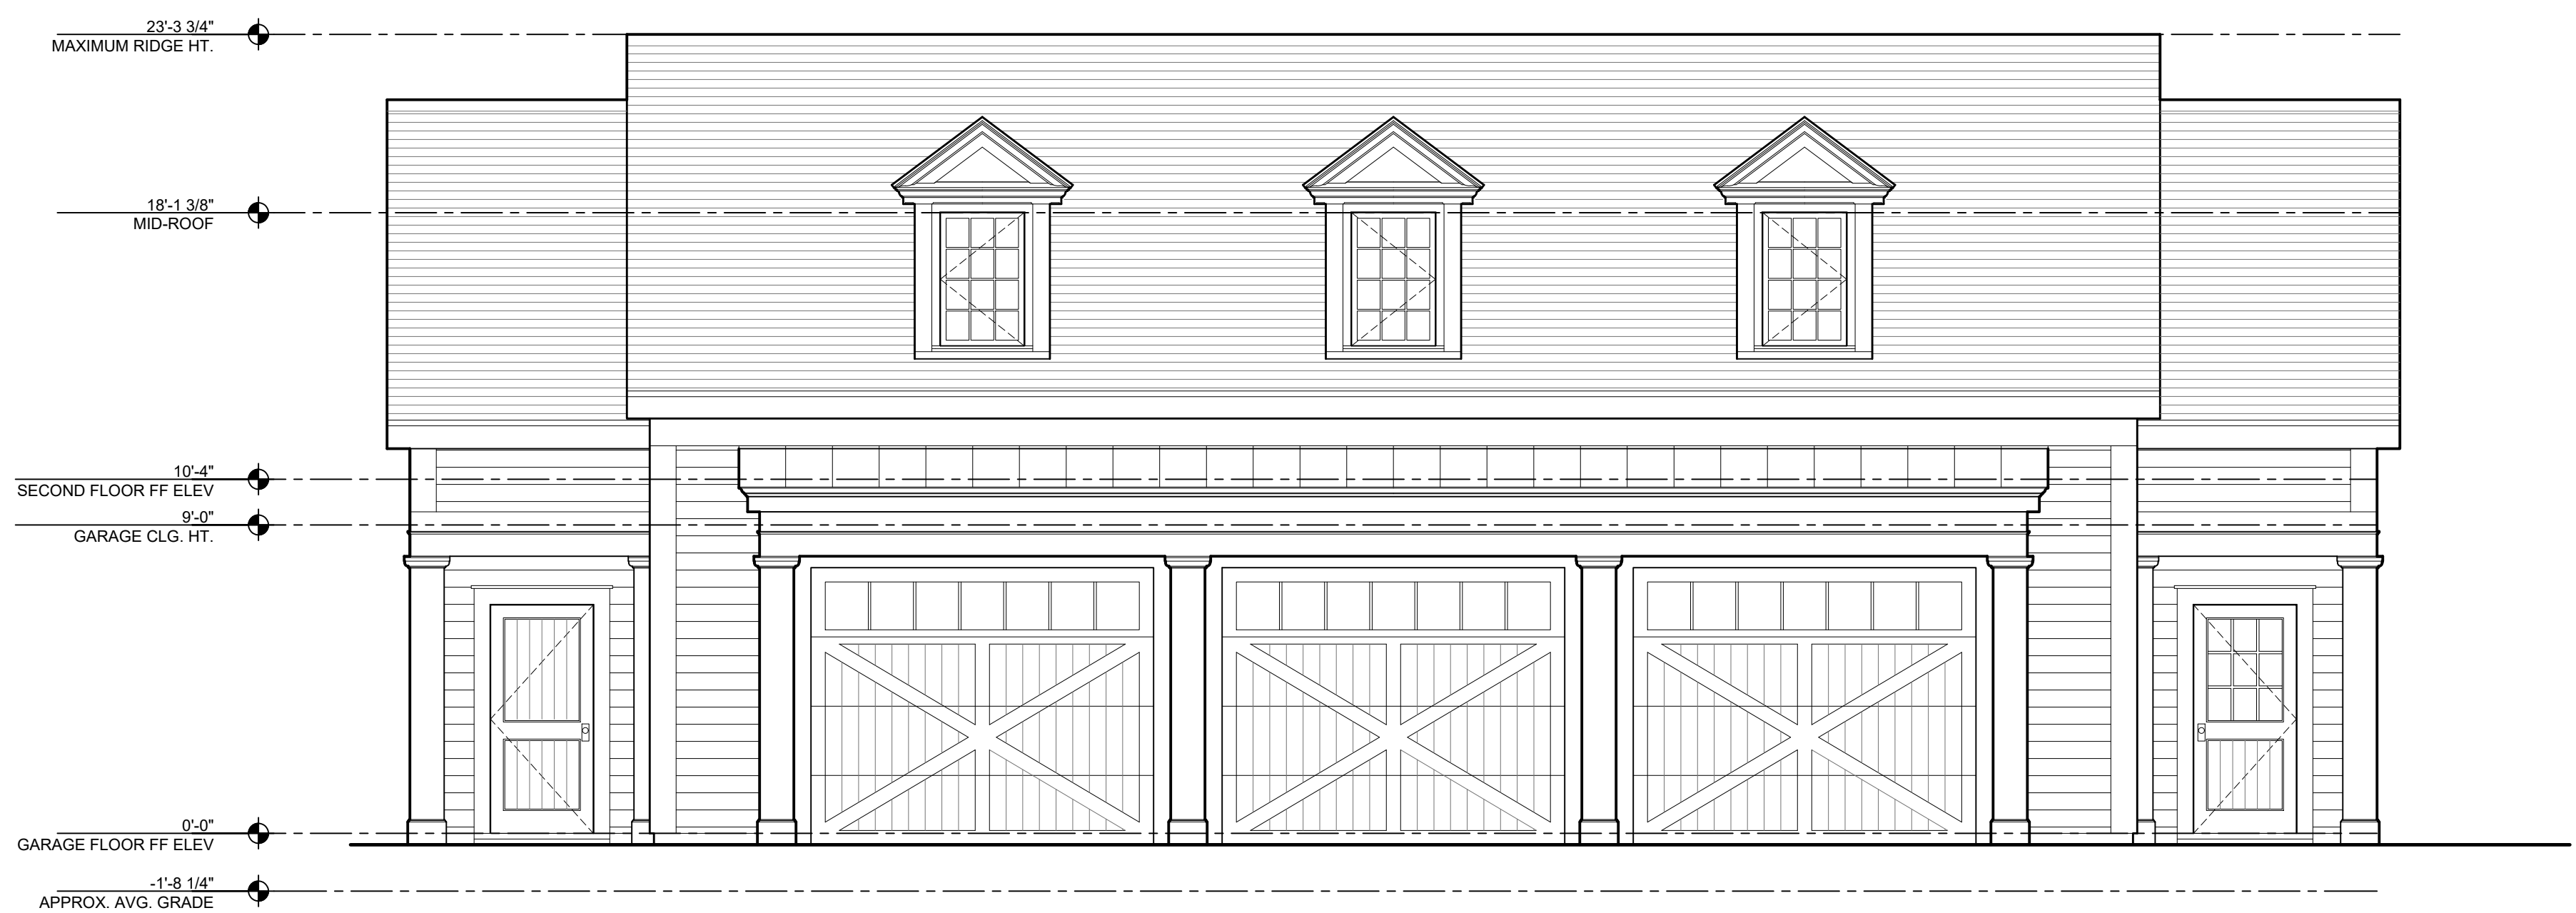 23'-3 3/4"
MAXIMUM RIDGE HT.
18'-1 3/8"
MID-ROOF
10'-4"
SECOND FLOOR FF ELEV
9'-0"
GARAGE CLG. HT.
0'-0"
GARAGE FLOOR FF ELEV
-1'-8 1/4"
APPROX. AVG. GRADE